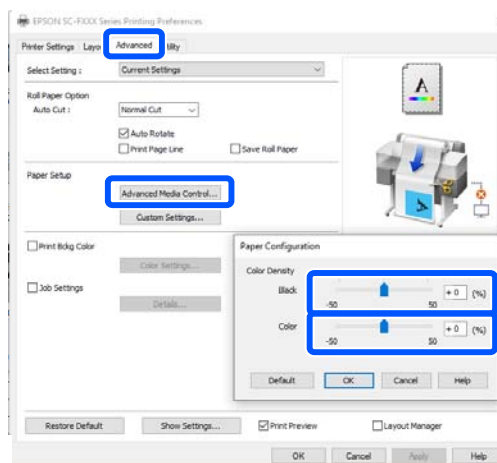 EPSON SC-FXXX Series Printing Preferences
Printer Settings Layo Advanced ility
Select Setting : Current Settings
Roll Paper Option
Auto Cut : Normal Cut
Auto Rotate
Print Page Line Save Roll Paper
Paper Setup
Advanced Media Control...
Custom Settings...
Print Bckg Color
Color Settings...
Job Settings
Details...
A
Paper Configuration
Color Density
Black + 0 (%)
-50 50
Color + 0 (%)
-50 50
Default OK Cancel Help
Restore Default Show Settings... Print Preview Layout Manager
OK Cancel Apply Help